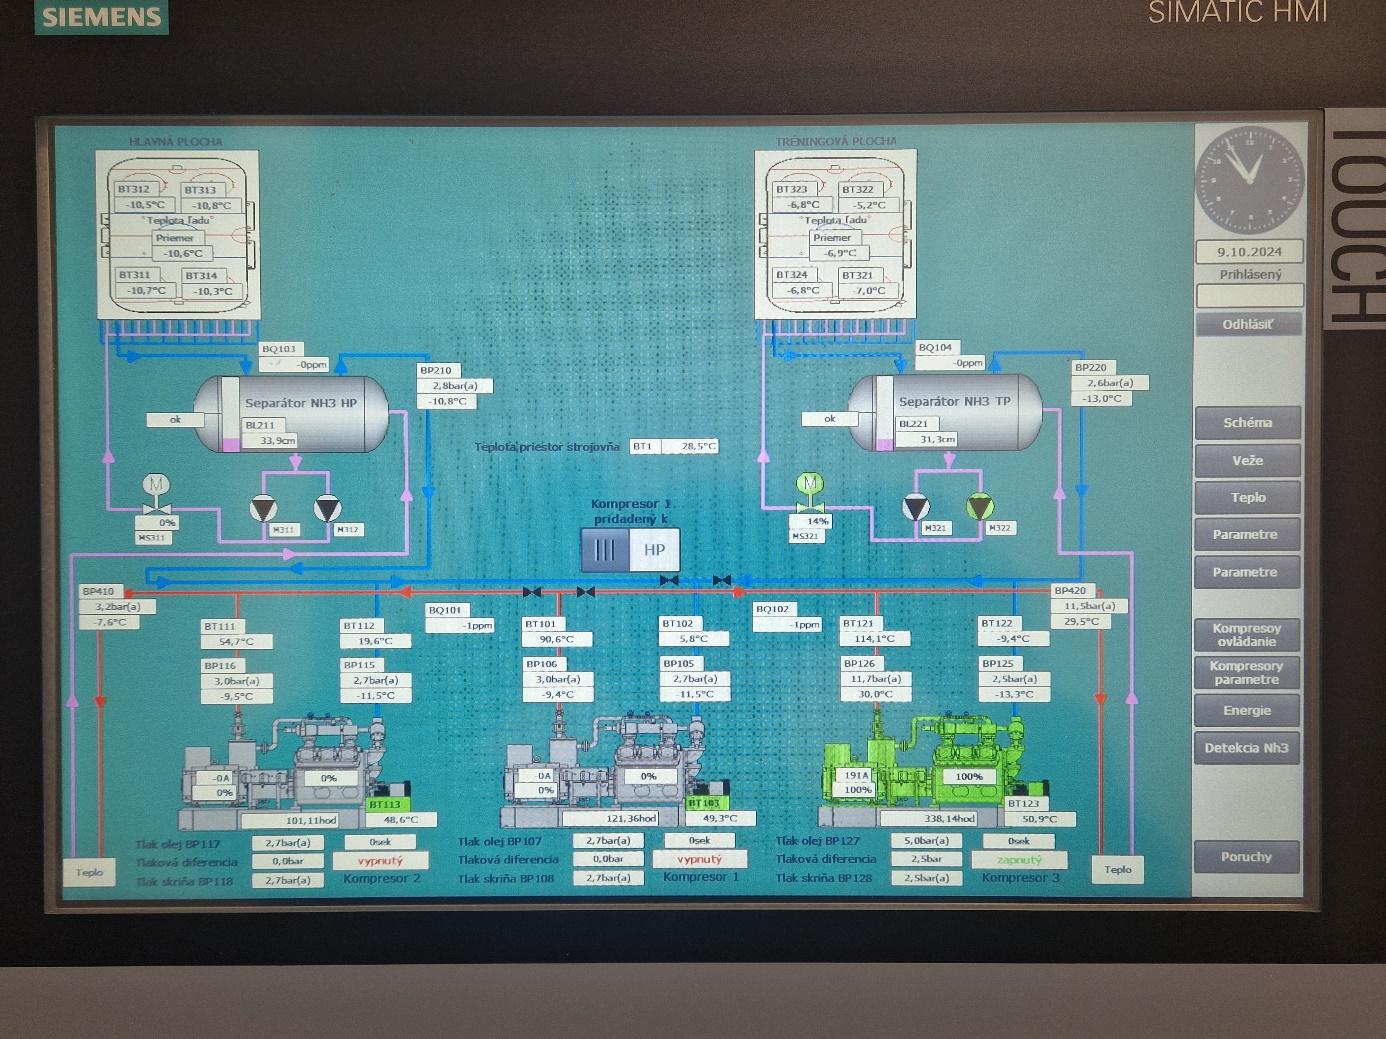 SIEMENS
SIMATIC HMI
TOUCH
HLAVNÁ PLOCHA
BT312
BT313
-10,5°C
-10,8°C
Teplota ľadu
Priemer
-10,6°C
BT311
BT314
-10,7°C
-10,3°C
TRÉNINGOVÁ PLOCHA
BT323
BT322
-6,8°C
-5,2°C
Teplota ľadu
Priemer
-6,9°C
BT324
BT321
-6,8°C
-7,0°C
9.10.2024
Prihlásený
Odhlásiť
BQ103
-0ppm
BP210
2,8bar(a)
-10,8°C
Separátor NH3 HP
ok
BL211
33,9cm
BQ104
-0ppm
BP220
2,6bar(a)
-13,0°C
Separátor NH3 TP
ok
BL221
31,3cm
Teplota priestor strojovňa
BT1
28,5°C
Schéma
Veže
Teplo
Parametre
Parametre
Kompresoy
ovládanie
Kompresory
parametre
Energie
Detekcia Nh3
Poruchy
M
0%
MS311
M311
M312
Kompresor 1
pridadený k
HP
M
14%
MS321
M321
M322
BP410
3,2bar(a)
-7,6°C
BQ101
-1ppm
BQ102
-1ppm
BP420
11,5bar(a)
29,5°C
BT111
54,7°C
BT112
19,6°C
BT101
90,6°C
BT102
5,8°C
BT121
114,1°C
BT122
-9,4°C
BP116
3,0bar(a)
-9,5°C
BP115
2,7bar(a)
-11,5°C
BP106
3,0bar(a)
-9,4°C
BP105
2,7bar(a)
-11,5°C
BP126
11,7bar(a)
30,0°C
BP125
2,5bar(a)
-13,3°C
-0A
0%
0%
BT113
48,6°C
101,11hod
-0A
0%
0%
BT103
49,3°C
121,36hod
191A
100%
100%
BT123
50,9°C
338,14hod
Teplo
Tlak olej BP117
2,7bar(a)
0sek
Tlaková diferencia
0,0bar
vypnutý
Tlak skriňa BP118
2,7bar(a)
Kompresor 2
Tlak olej BP107
2,7bar(a)
0sek
Tlaková diferencia
0,0bar
vypnutý
Tlak skriňa BP108
2,7bar(a)
Kompresor 1
Tlak olej BP127
5,0bar(a)
0sek
Tlaková diferencia
2,5bar
zapnutý
Tlak skriňa BP128
2,5bar(a)
Kompresor 3
Teplo